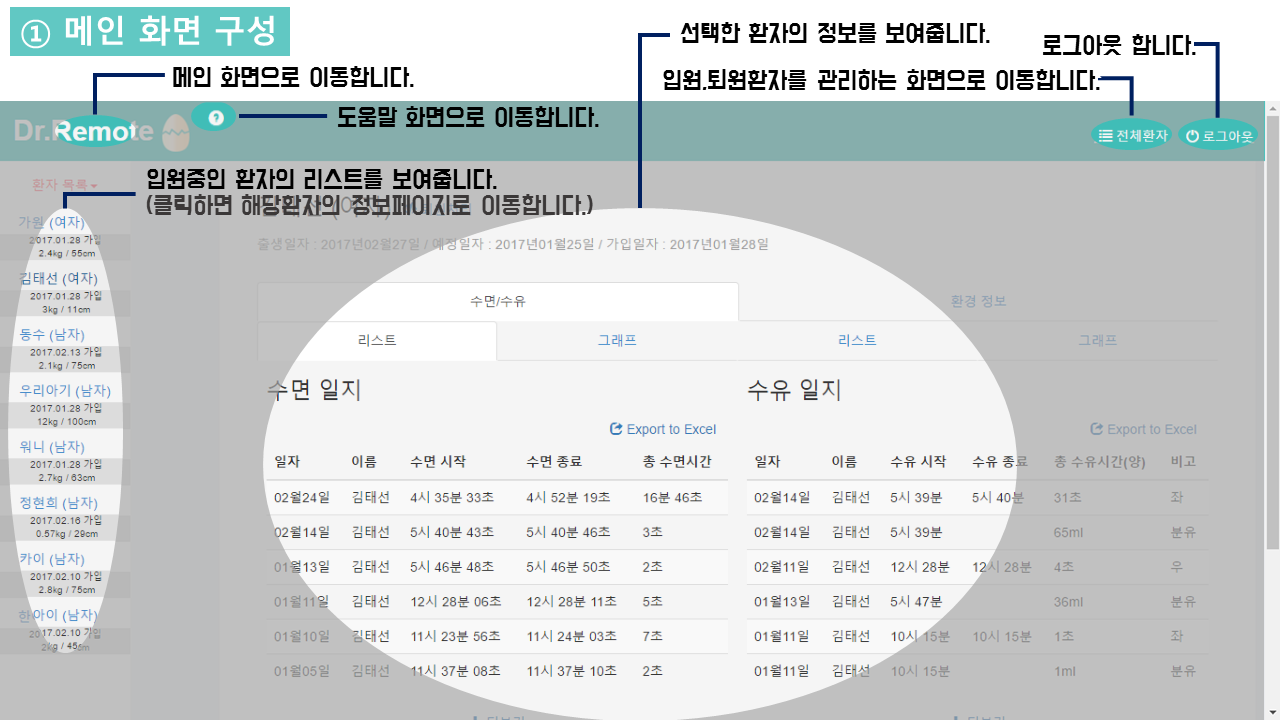 ① 메인 화면 구성
선택한 환자의 정보를 보여줍니다.
로그아웃 합니다.
메인 화면으로 이동합니다.
입원,퇴원환자를 관리하는 화면으로 이동합니다.
도움말 화면으로 이동합니다.
Dr.Remote
전체환자
로그아웃
입원중인 환자의 리스트를 보여줍니다.
(클릭하면 해당환자의 정보페이지로 이동합니다.)
환자 목록
가원 (여자)
2017.01.28 가입
2.4kg / 55cm
김태선 (여자)
2017.01.28 가입
3kg / 11cm
동수 (남자)
2017.02.13 가입
2.1kg / 75cm
우리아기 (남자)
2017.01.28 가입
12kg / 100cm
워니 (남자)
2017.01.28 가입
2.7kg / 63cm
정현희 (남자)
2017.02.16 가입
0.57kg / 29cm
카이 (남자)
2017.02.10 가입
2.8kg / 75cm
한아이 (남자)
2017.02.10 가입
2kg / 45cm
출생일자 : 2017년02월27일 / 예정일자 : 2017년01월25일 / 가입일자 : 2017년01월28일
수면/수유 환경 정보
리스트 그래프 리스트 그래프
수면 일지
Export to Excel
일자 이름 수면 시작 수면 종료 총 수면시간
02월24일 김태선 4시 35분 33초 4시 52분 19초 16분 46초
02월14일 김태선 5시 40분 43초 5시 40분 46초 3초
01월13일 김태선 5시 46분 48초 5시 46분 50초 2초
01월11일 김태선 12시 28분 06초 12시 28분 11초 5초
01월10일 김태선 11시 23분 56초 11시 24분 03초 7초
01월05일 김태선 11시 37분 08초 11시 37분 10초 2초
수유 일지
Export to Excel
일자 이름 수유 시작 수유 종료 총 수유시간(양) 비고
02월14일 김태선 5시 39분 5시 40분 31초 좌
02월14일 김태선 5시 39분 65ml 분유
02월11일 김태선 12시 28분 12시 28분 4초 우
01월13일 김태선 5시 47분 36ml 분유
01월11일 김태선 10시 15분 10시 15분 1초 좌
01월11일 김태선 10시 15분 1ml 분유